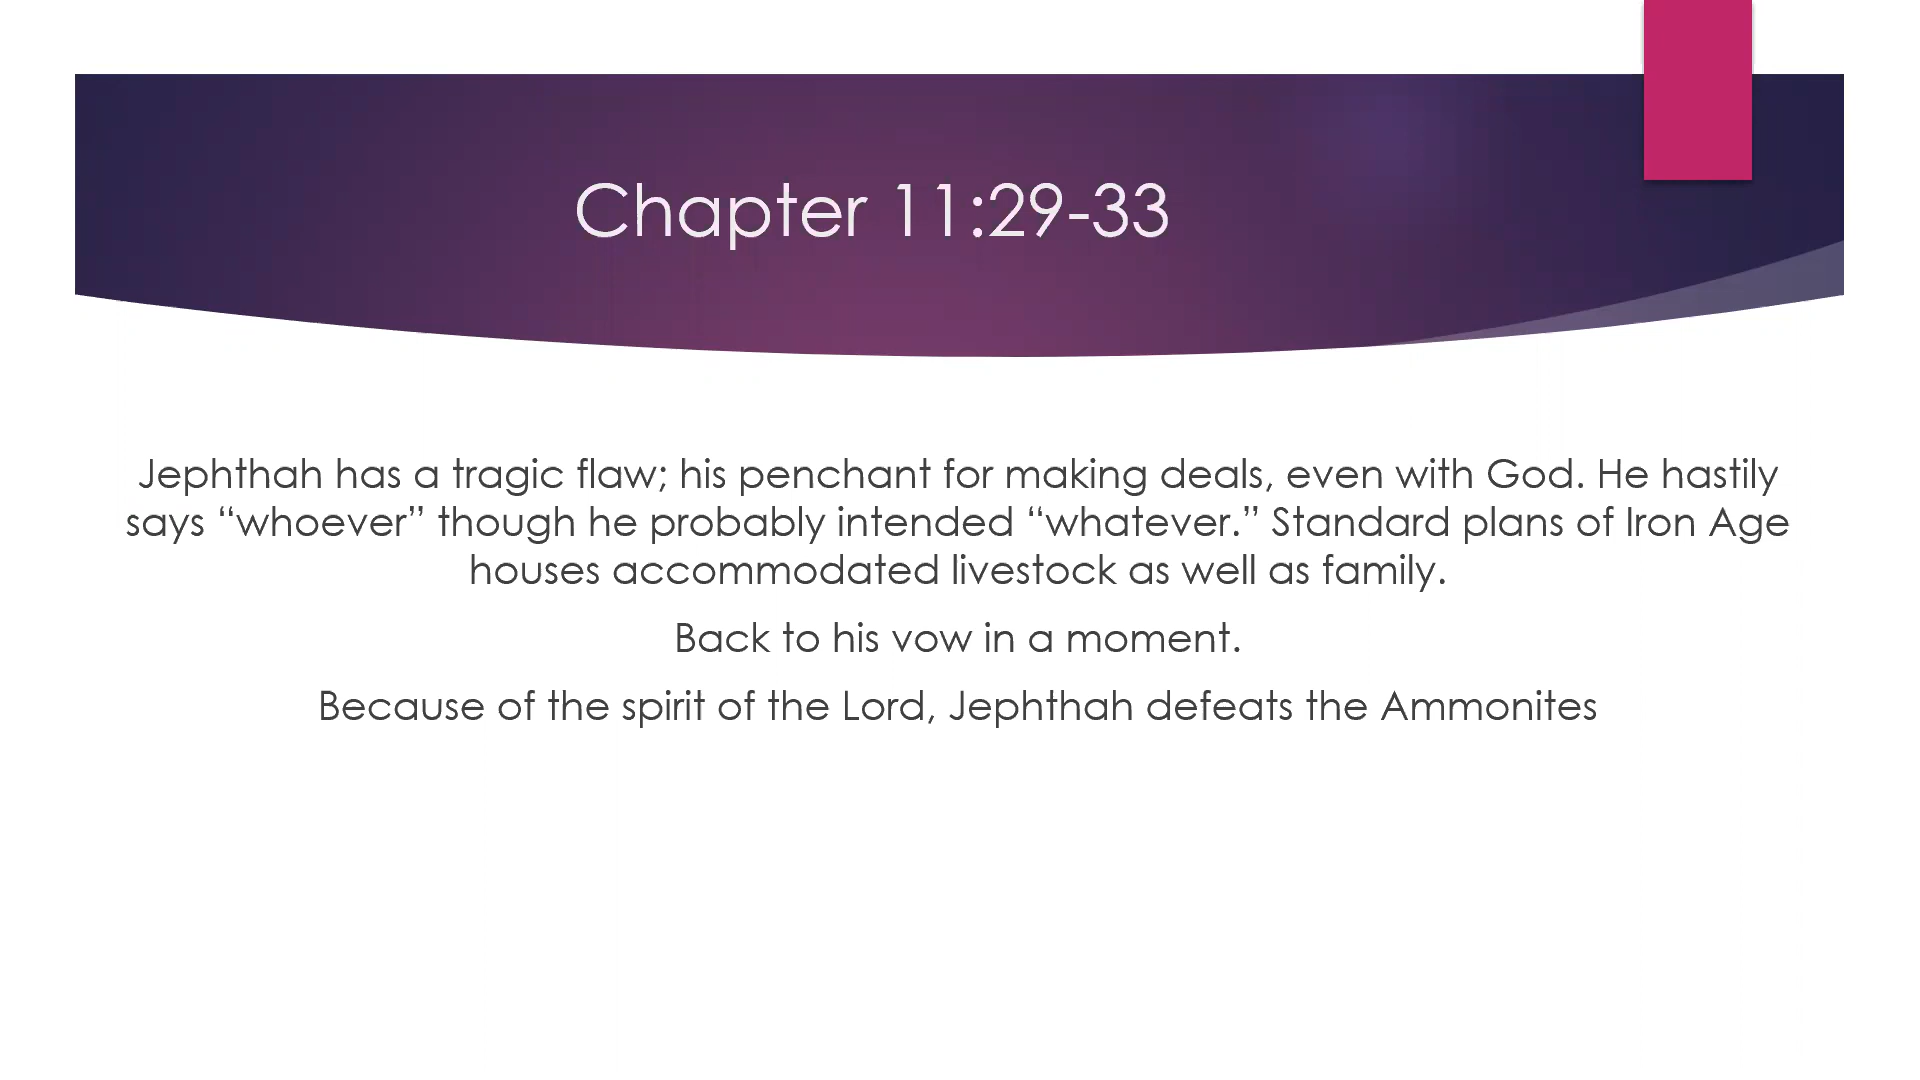 Chapter 11:29-33
Jephthah has a tragic flaw; his penchant for making deals, even with God. He hastily
says “whoever” though he probably intended “whatever.” Standard plans of Iron Age
houses accommodated livestock as well as family.
Back to his vow in a moment.
Because of the spirit of the Lord, Jephthah defeats the Ammonites